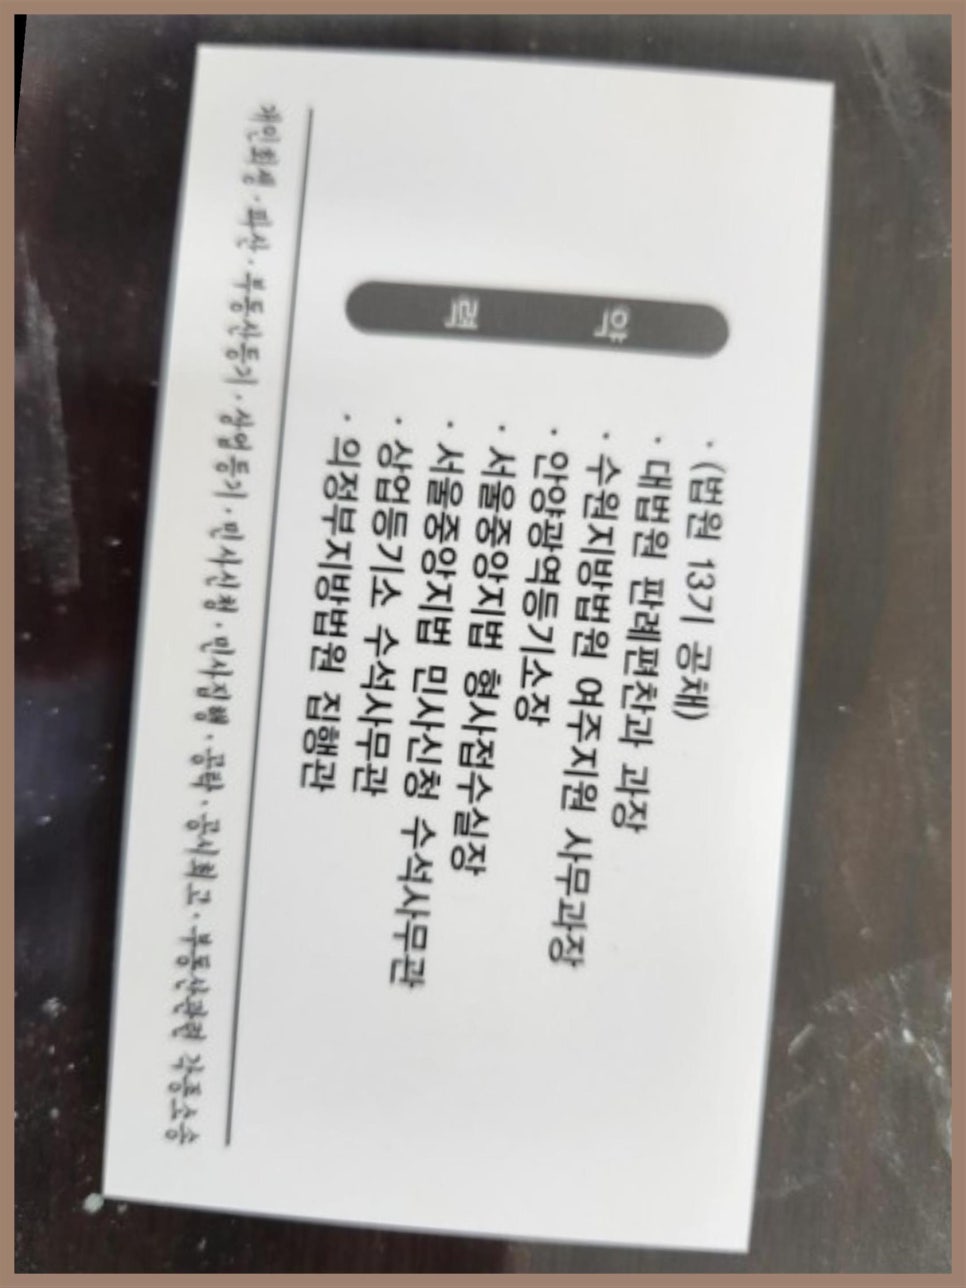 약 력
· (법원 13기 공채)
· 대법원 판례편찬과 과장
· 수원지방법원 여주지원 사무과장
· 안양광역등기소장
· 서울중앙지법 형사접수실장
· 서울중앙지법 민사신청 수석사무관
· 상업등기소 수석사무관
· 의정부지방법원 집행관
개인회생 · 파산 · 부동산등기 · 상업등기 · 민사신청 · 민사집행 · 공탁 · 공시최고 · 부동산관련 각종소송